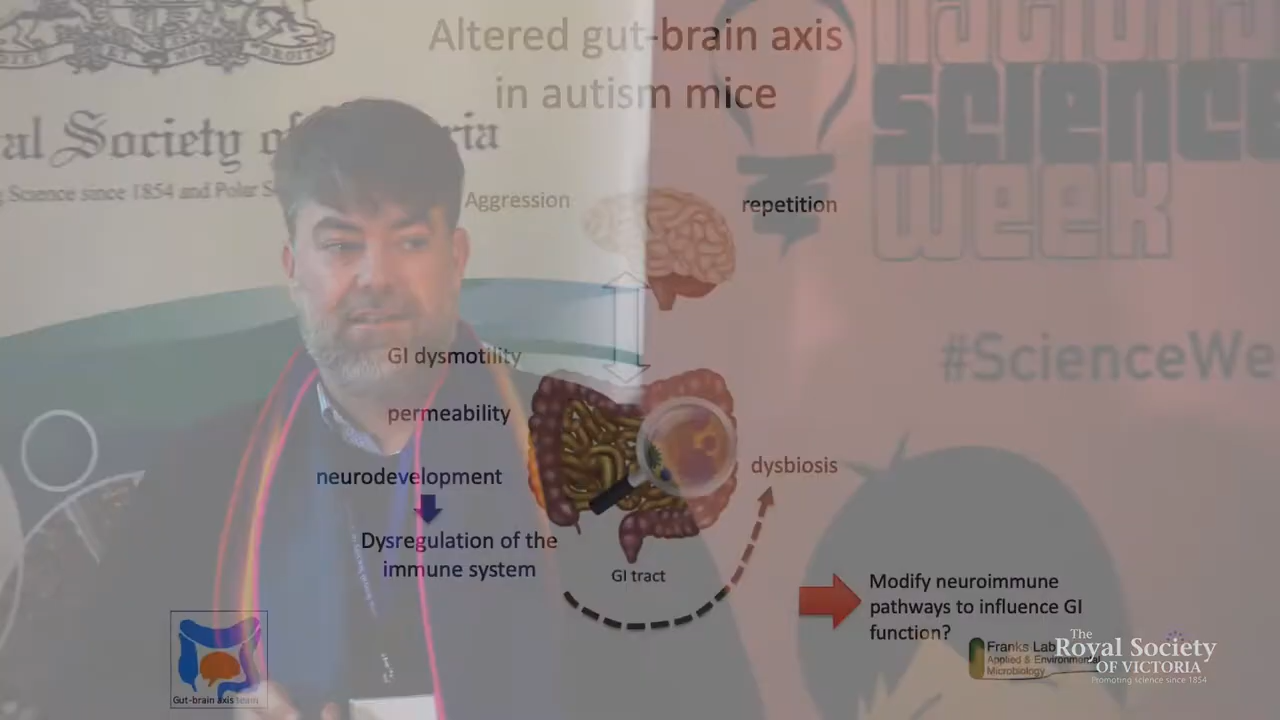 Altered gut-brain axis
in autism mice
al Society of
ria
Science since 1854 and Polar
SCIENCE
WEEK
Aggression
repetition
#ScienceWe
GI dysmotility
permeability
neurodevelopment
Dysregulation of the
immune system
GI tract
dysbiosis
Modify neuroimmune
pathways to influence GI
function?
Franks Lab
Applied & Environmental
Microbiology
The
Royal Society
OF VICTORIA
Promoting science since 1854
Gut-brain axis team